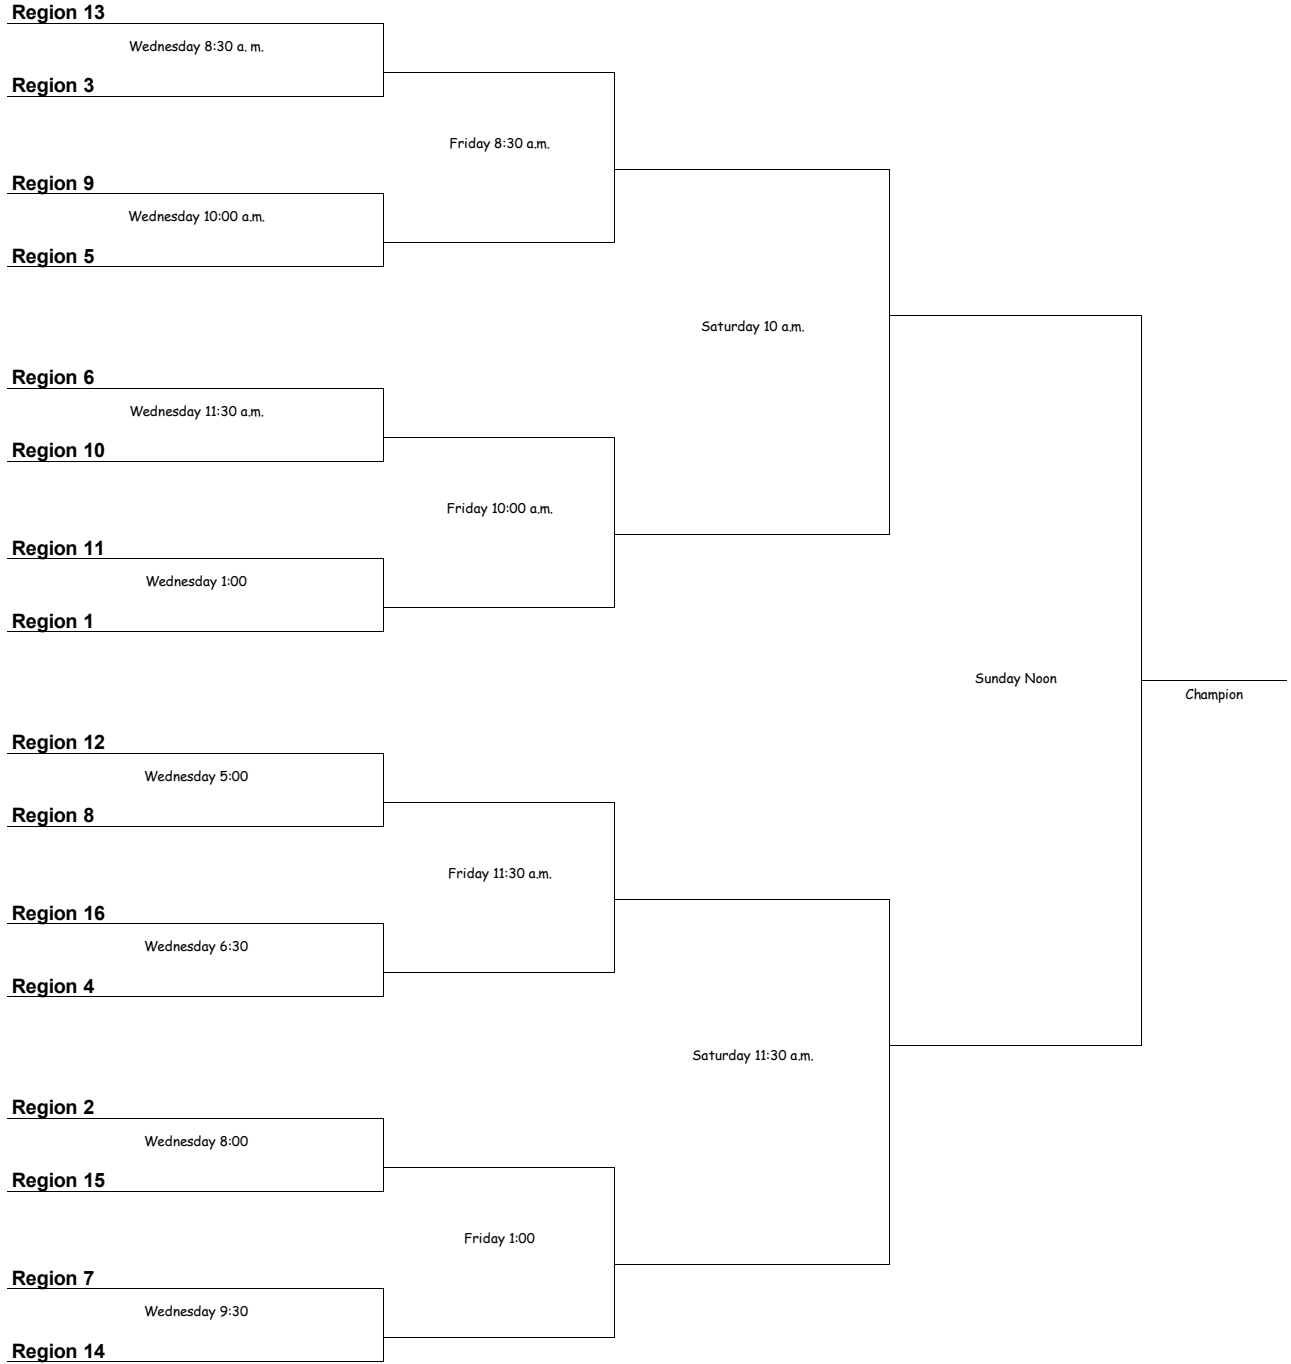 Region 13
Wednesday 8:30 a. m.
Region 3
Friday 8:30 a.m.
Region 9
Wednesday 10:00 a.m.
Region 5
Saturday 10 a.m.
Region 6
Wednesday 11:30 a.m.
Region 10
Friday 10:00 a.m.
Region 11
Wednesday 1:00
Region 1
Sunday Noon
Champion
Region 12
Wednesday 5:00
Region 8
Friday 11:30 a.m.
Region 16
Wednesday 6:30
Region 4
Saturday 11:30 a.m.
Region 2
Wednesday 8:00
Region 15
Friday 1:00
Region 7
Wednesday 9:30
Region 14